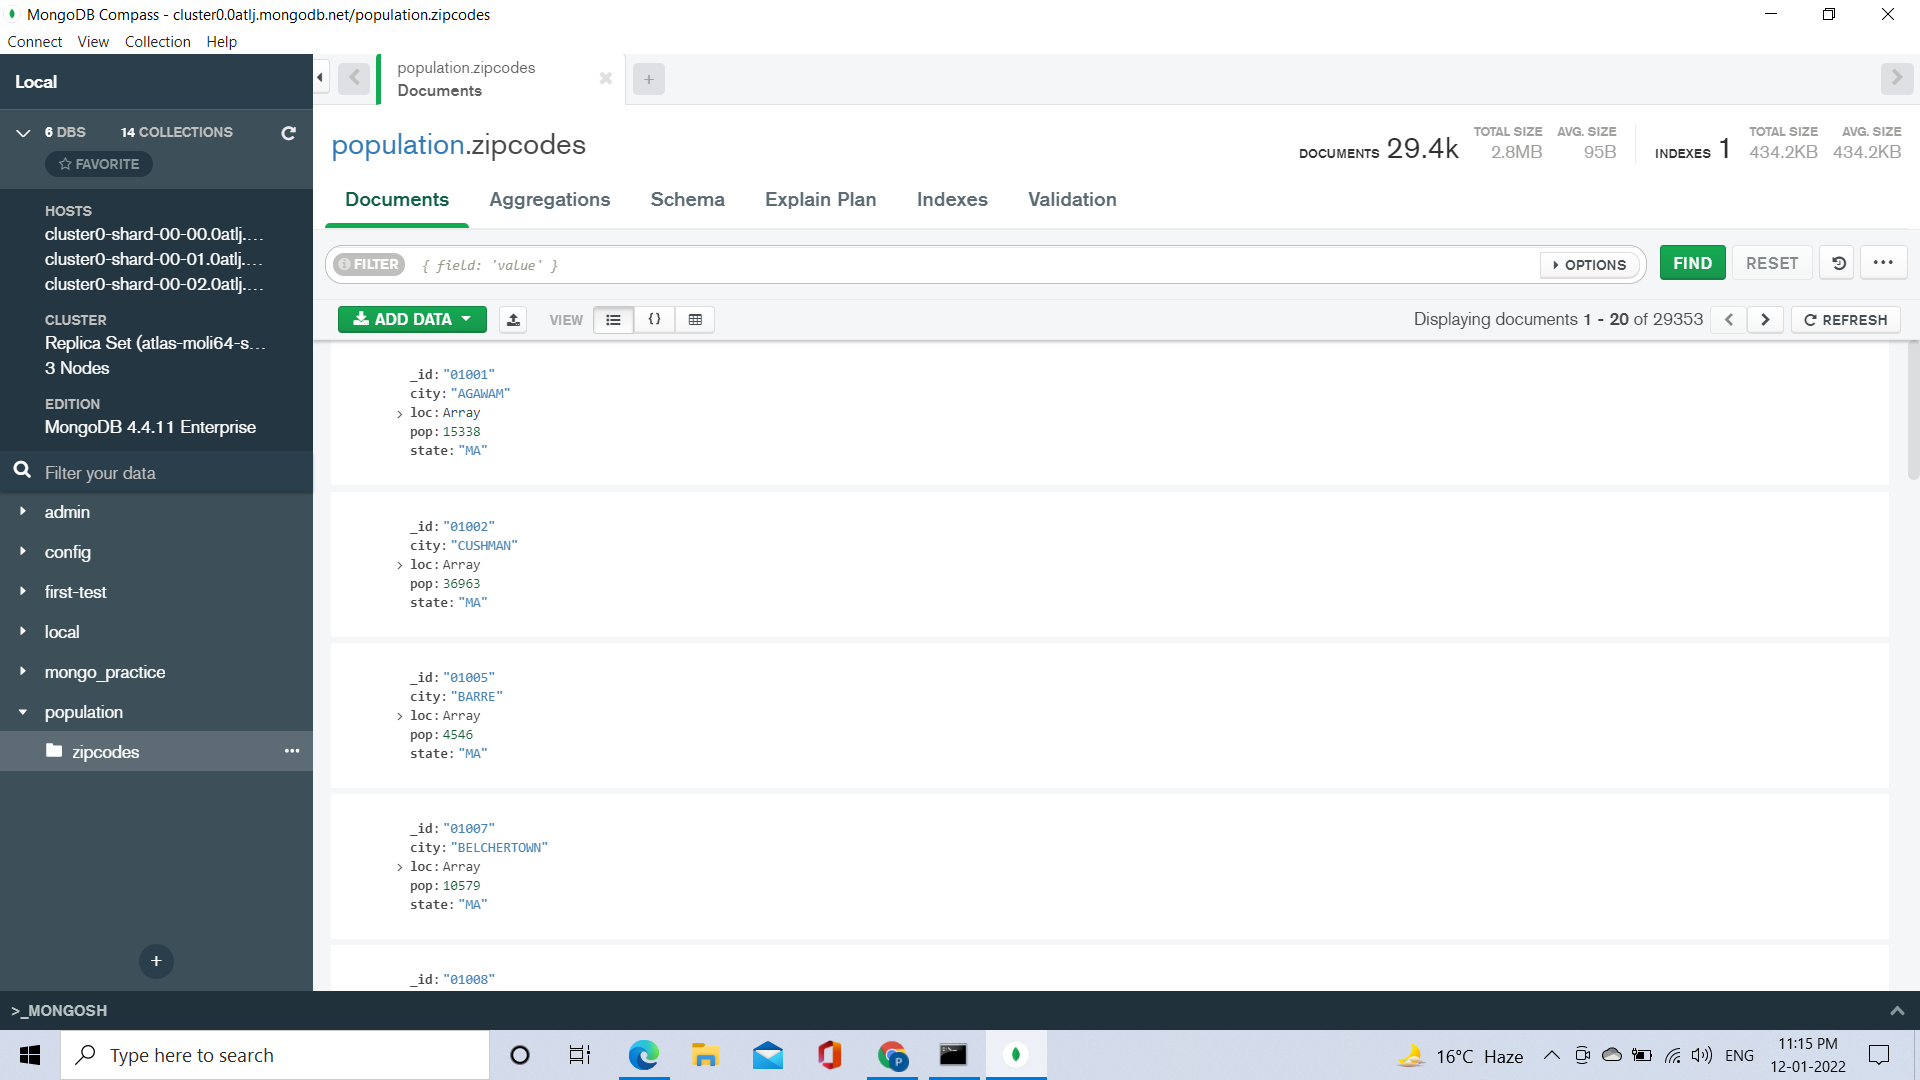 MongoDB Compass - cluster0.0atlj.mongodb.net/population.zipcodes
Connect View Collection Help
Local
6 DBS 14 COLLECTIONS
FAVORITE
HOSTS
cluster0-shard-00-00.0atlj....
cluster0-shard-00-01.0atlj....
cluster0-shard-00-02.0atlj....
CLUSTER
Replica Set (atlas-moli64-s...
3 Nodes
EDITION
MongoDB 4.4.11 Enterprise
Filter your data
admin
config
first-test
local
mongo_practice
population
zipcodes
+
population.zipcodes
Documents
+
population.zipcodes
DOCUMENTS 29.4k
TOTAL SIZE
2.8MB
AVG. SIZE
95B
INDEXES 1
TOTAL SIZE
434.2KB
AVG. SIZE
434.2KB
Documents Aggregations Schema Explain Plan Indexes Validation
FILTER { field: 'value' } OPTIONS FIND RESET ...
ADD DATA VIEW { } Displaying documents 1 - 20 of 29353 REFRESH
_id: "01001"
city: "AGAWAM"
loc: Array
pop: 15338
state: "MA"
_id: "01002"
city: "CUSHMAN"
loc: Array
pop: 36963
state: "MA"
_id: "01005"
city: "BARRE"
loc: Array
pop: 4546
state: "MA"
_id: "01007"
city: "BELCHERTOWN"
loc: Array
pop: 10579
state: "MA"
_id: "01008"
>_MONGOSH
Type here to search
P
16°C Haze
ENG
11:15 PM
12-01-2022